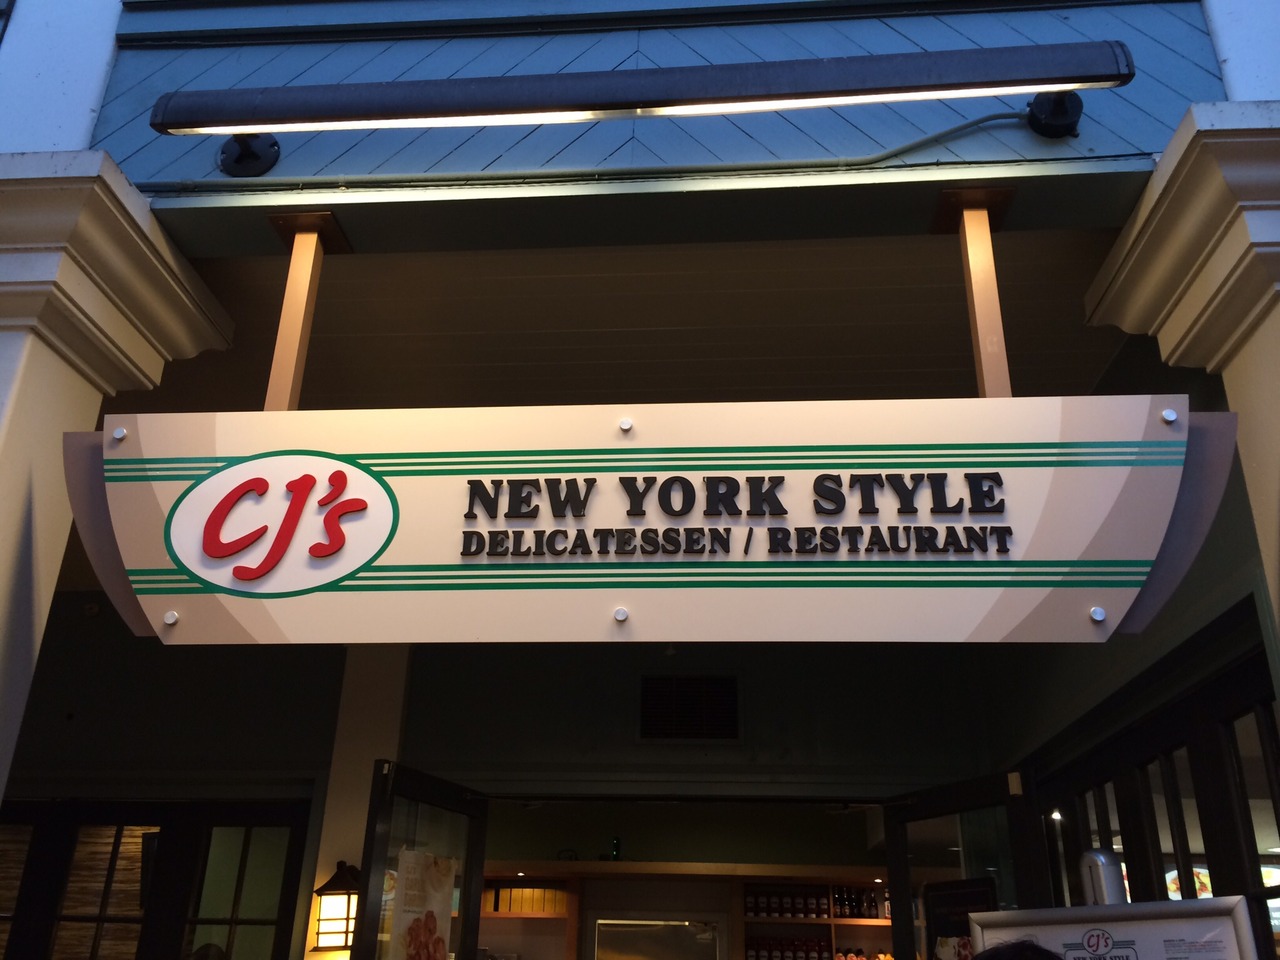 CJ's
NEW YORK STYLE
DELICATESSEN / RESTAURANT
CJ's
NEW YORK STYLE